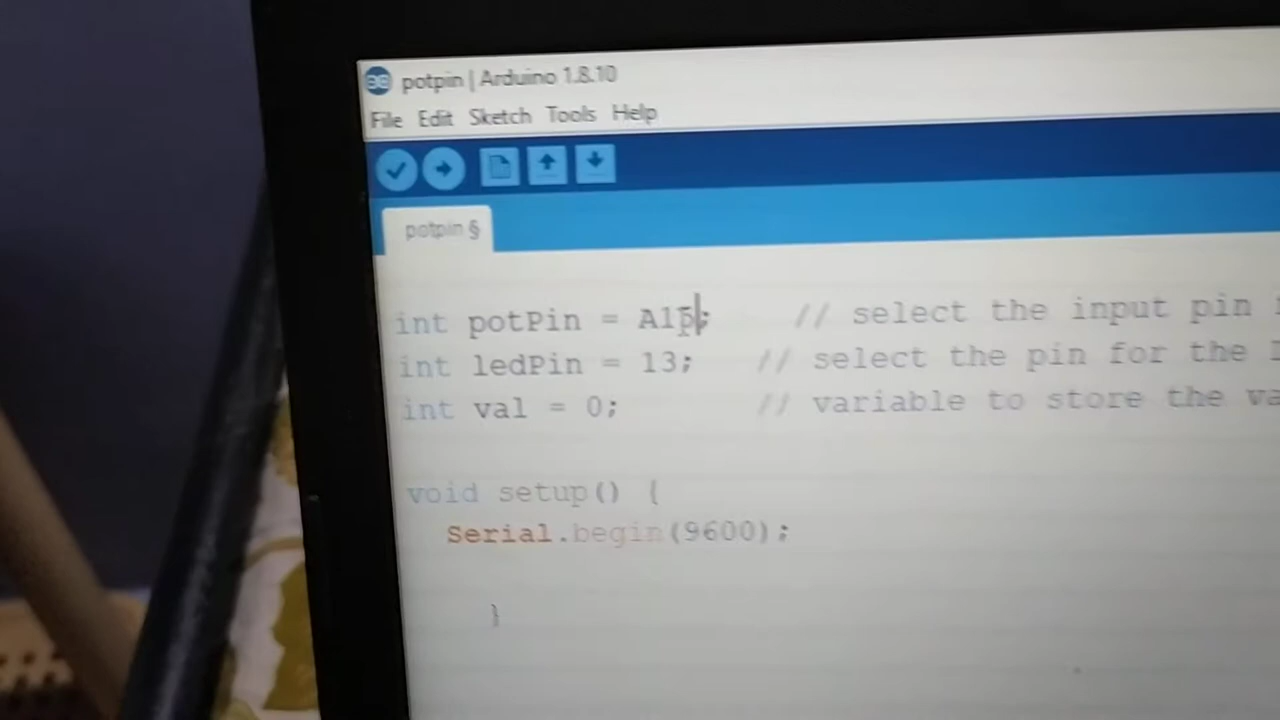 potpin | Arduino 1.8.10
File Edit Sketch Tools Help
potpin §
int potPin = A15; // select the input pin
int ledPin = 13; // select the pin for the
int val = 0; // variable to store the va
void setup() {
Serial.begin(9600);
}